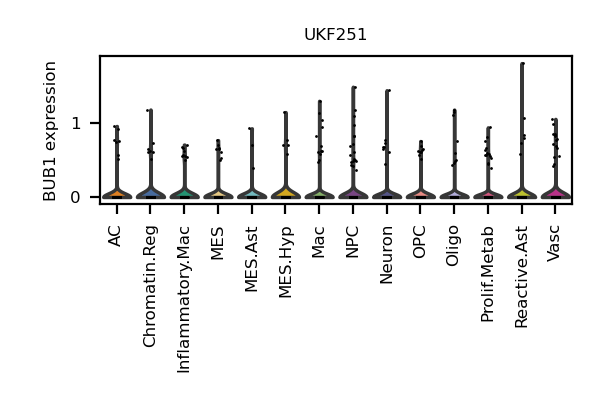 UKF251
BUB1 expression
1
0
AC
Chromatin.Reg
Inflammatory.Mac
MES
MES.Ast
MES.Hyp
Mac
NPC
Neuron
OPC
Oligo
Prolif.Metab
Reactive.Ast
Vasc